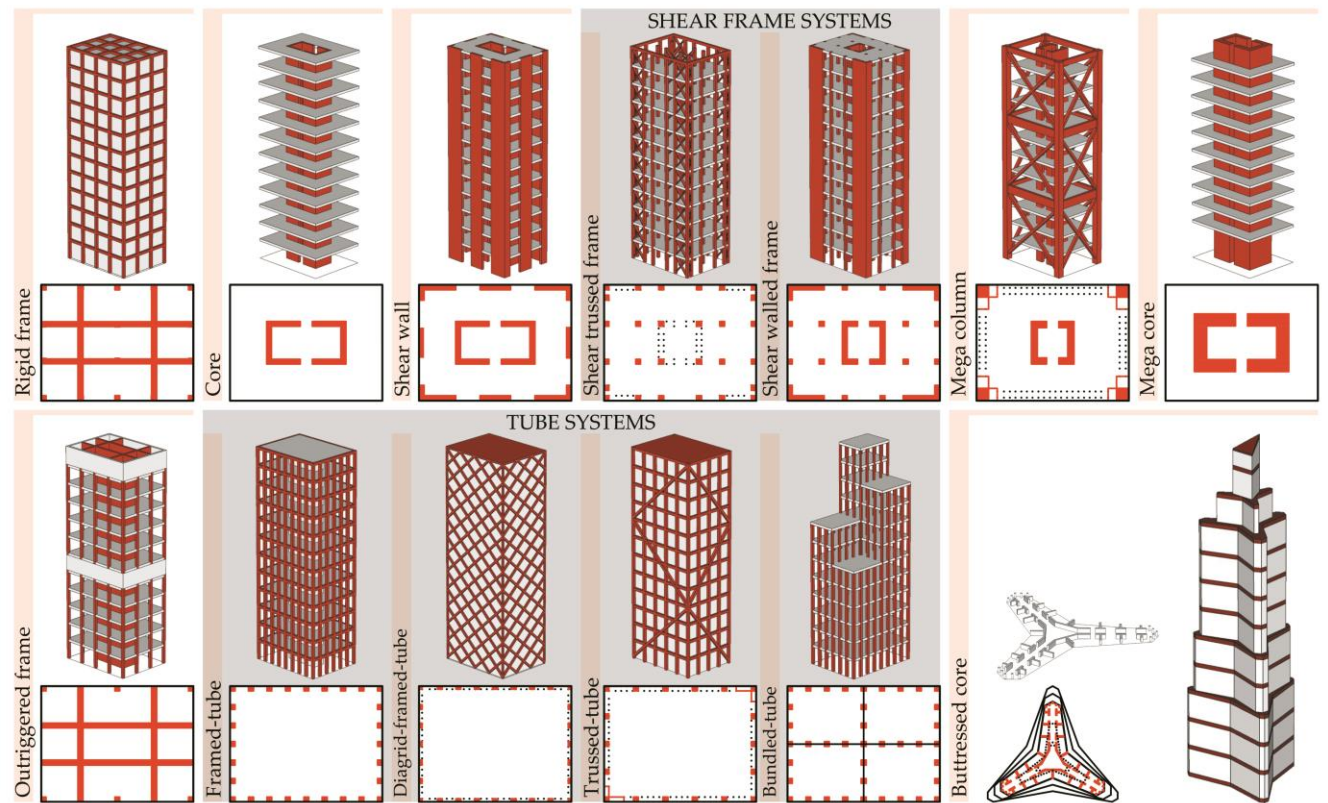 SHEAR FRAME SYSTEMS
Rigid frame
Core
Shear wall
Shear trussed frame
Shear walled frame
Mega column
Mega core
TUBE SYSTEMS
Outriggered frame
Framed-tube
Diagrid-framed-tube
Trussed-tube
Bundled-tube
Buttressed core